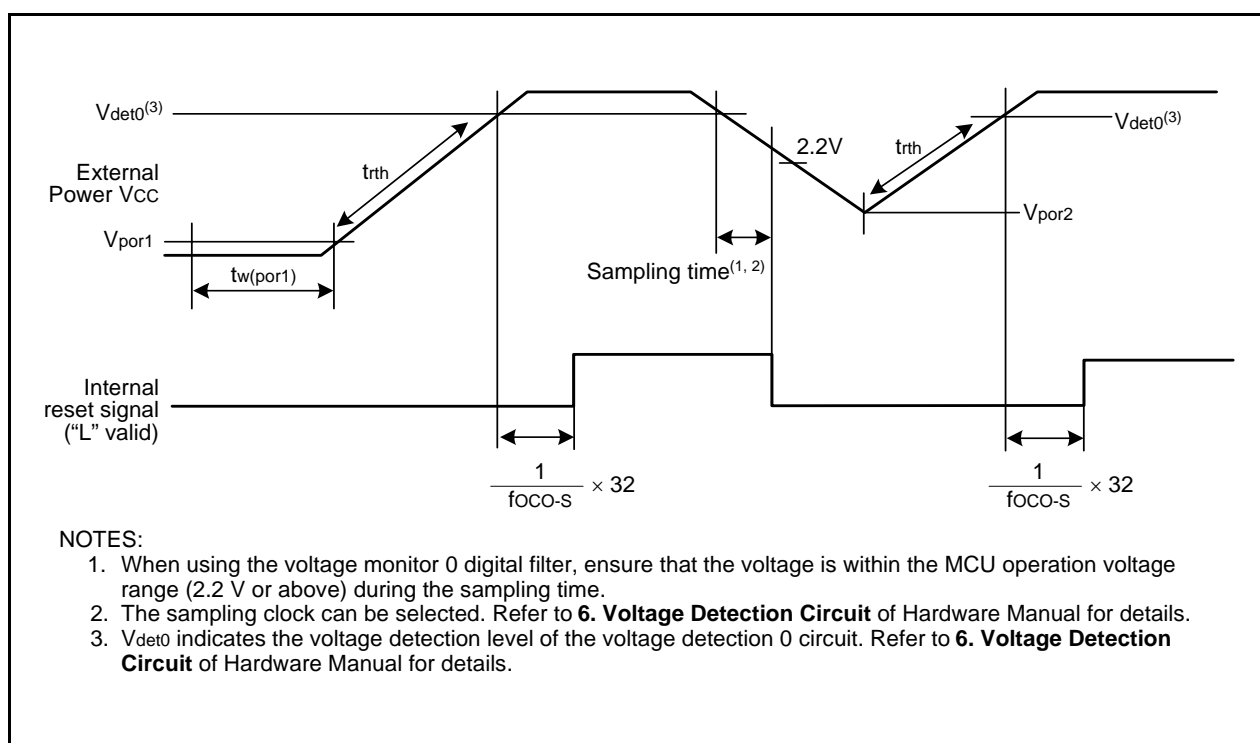 Vdet0(3)
External
Power VCC
Vpor1
tw(por1)
trth
Sampling time(1, 2)
2.2V
trth
Vdet0(3)
Vpor2
Internal
reset signal
(“L” valid)
1
fOCO-S
× 32
1
fOCO-S
× 32
NOTES:
1. When using the voltage monitor 0 digital filter, ensure that the voltage is within the MCU operation voltage
range (2.2 V or above) during the sampling time.
2. The sampling clock can be selected. Refer to 6. Voltage Detection Circuit of Hardware Manual for details.
3. Vdet0 indicates the voltage detection level of the voltage detection 0 circuit. Refer to 6. Voltage Detection
Circuit of Hardware Manual for details.